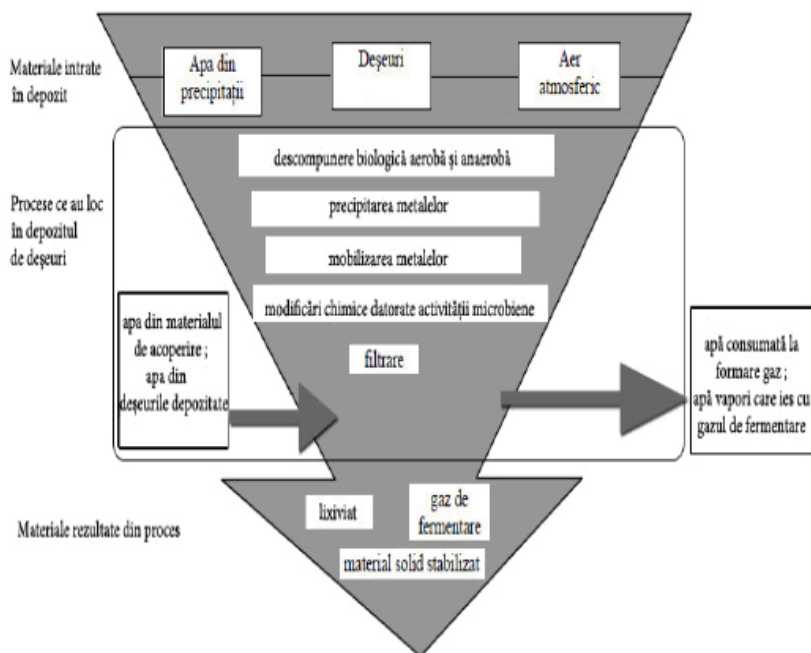 Materiale intrate
în depozit
Apa din
precipitații
Deșeuri
Aer
atmosferic
Procese ce au loc
în depozitul
de deșeuri
descompunere biologică aerobă și anaerobă
precipitarea metalelor
mobilizarea metalelor
modificări chimice datorate activității microbiene
filtrare
apa din materialul
de acoperire ;
apa din
deșeurile depozitate
apă consumată la
formare gaz ;
apă vapori care ies cu
gazul de fermentare
Materiale rezultate din proces
lixiviat
gaz de
fermentare
material solid stabilizat